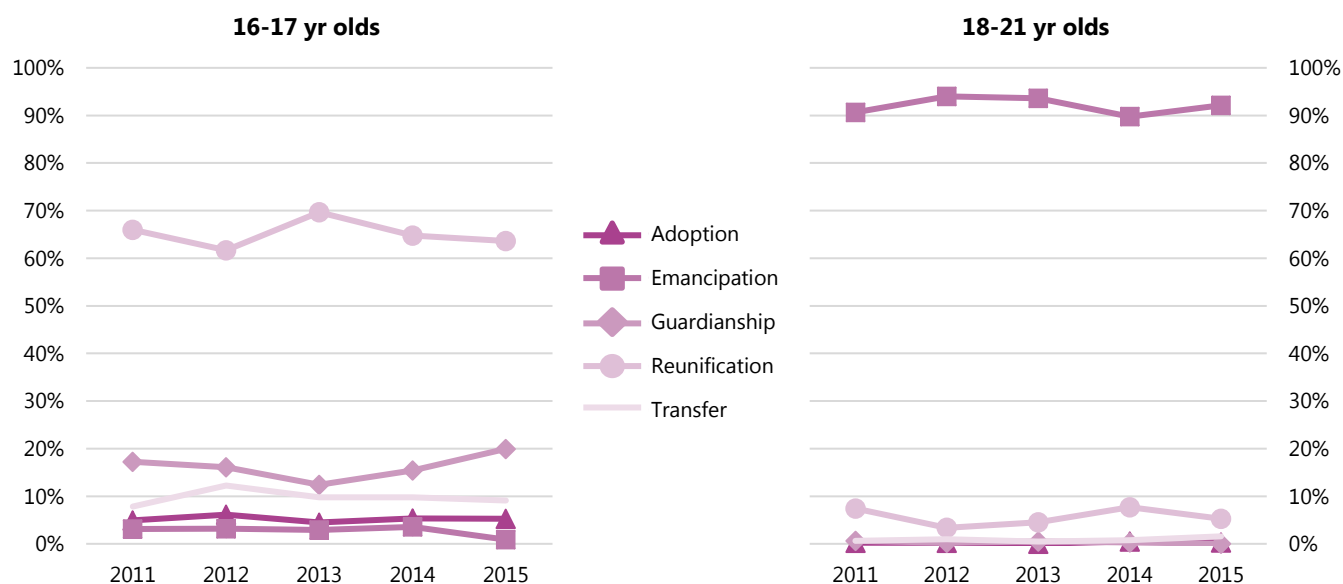 16-17 yr olds
100%
90%
80%
70%
60%
50%
40%
30%
20%
10%
0%
2011 2012 2013 2014 2015
Adoption
Emancipation
Guardianship
Reunification
Transfer
18-21 yr olds
100%
90%
80%
70%
60%
50%
40%
30%
20%
10%
0%
2011 2012 2013 2014 2015